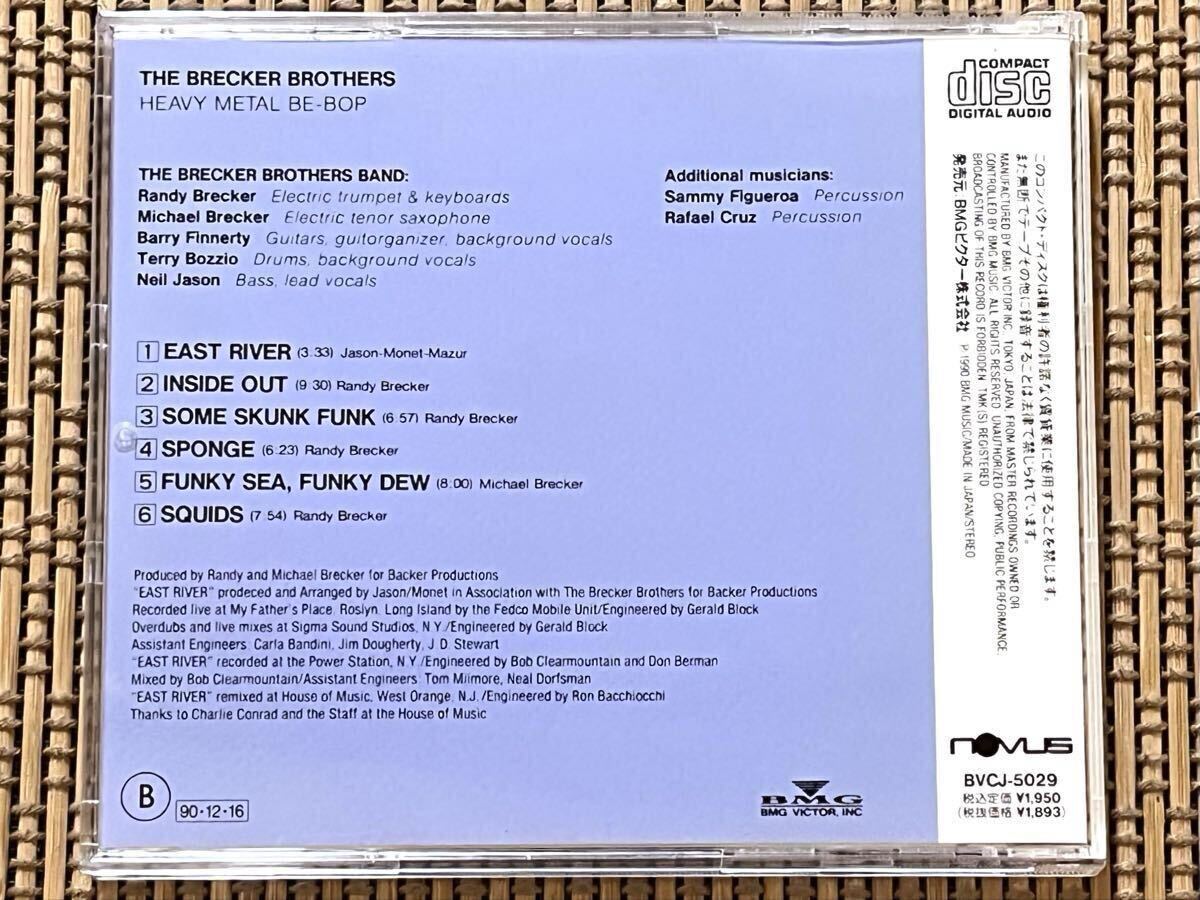 THE BRECKER BROTHERS
HEAVY METAL BE-BOP
THE BRECKER BROTHERS BAND:
Randy Brecker Electric trumpet & keyboards
Michael Brecker Electric tenor saxophone
Barry Finnerty Guitars, guitorganizer, background vocals
Terry Bozzio Drums, background vocals
Neil Jason Bass, lead vocals
Additional musicians:
Sammy Figueroa Percussion
Rafael Cruz Percussion
1 EAST RIVER (3:33) Jason-Monet-Mazur
2 INSIDE OUT (9:30) Randy Brecker
3 SOME SKUNK FUNK (6:57) Randy Brecker
4 SPONGE (6:23) Randy Brecker
5 FUNKY SEA, FUNKY DEW (8:00) Michael Brecker
6 SQUIDS (7:54) Randy Brecker
Produced by Randy and Michael Brecker for Backer Productions
"EAST RIVER" produced and Arranged by Jason/Monet in Association with The Brecker Brothers for Backer Productions
Recorded live at My Father's Place, Roslyn, Long Island by the Fedco Mobile Unit/Engineered by Gerald Block
Overdubs and live mixes at Sigma Sound Studios, N.Y./Engineered by Gerald Block
Assistant Engineers: Carla Bandini, Jim Dougherty, J.D. Stewart
"EAST RIVER" recorded at the Power Station, N.Y./Engineered by Bob Clearmountain and Don Berman
Mixed by Bob Clearmountain/Assistant Engineers: Tom Milmore, Neal Dorfsman
"EAST RIVER" remixed at House of Music, West Orange, N.J./Engineered by Ron Bacchiocchi
Thanks to Charlie Conrad and the Staff at the House of Music
B
90・12・16
BMG
BMG VICTOR, INC
COMPACT
disc
DIGITAL AUDIO
このコンパクト・ディスクは権利者の許諾なく賃貸業に使用することを禁じます。
また無断でテープその他に録音することは法律で禁じられています。
MANUFACTURED BY BMG VICTOR INC. TOKYO, JAPAN, FROM MASTER RECORDINGS OWNED OR
CONTROLLED BY BMG MUSIC. ALL RIGHTS RESERVED. UNAUTHORIZED COPYING, PUBLIC PERFORMANCE,
BROADCASTING OF THIS RECORD IS FORBIDDEN. TMK(S) REGISTERED
発売元 BMGビクター株式会社 ℗ 1990 BMG MUSIC/MADE IN JAPAN/STEREO
NOVUS
BVCJ-5029
税込定価 ¥1,950
(税抜価格 ¥1,893)